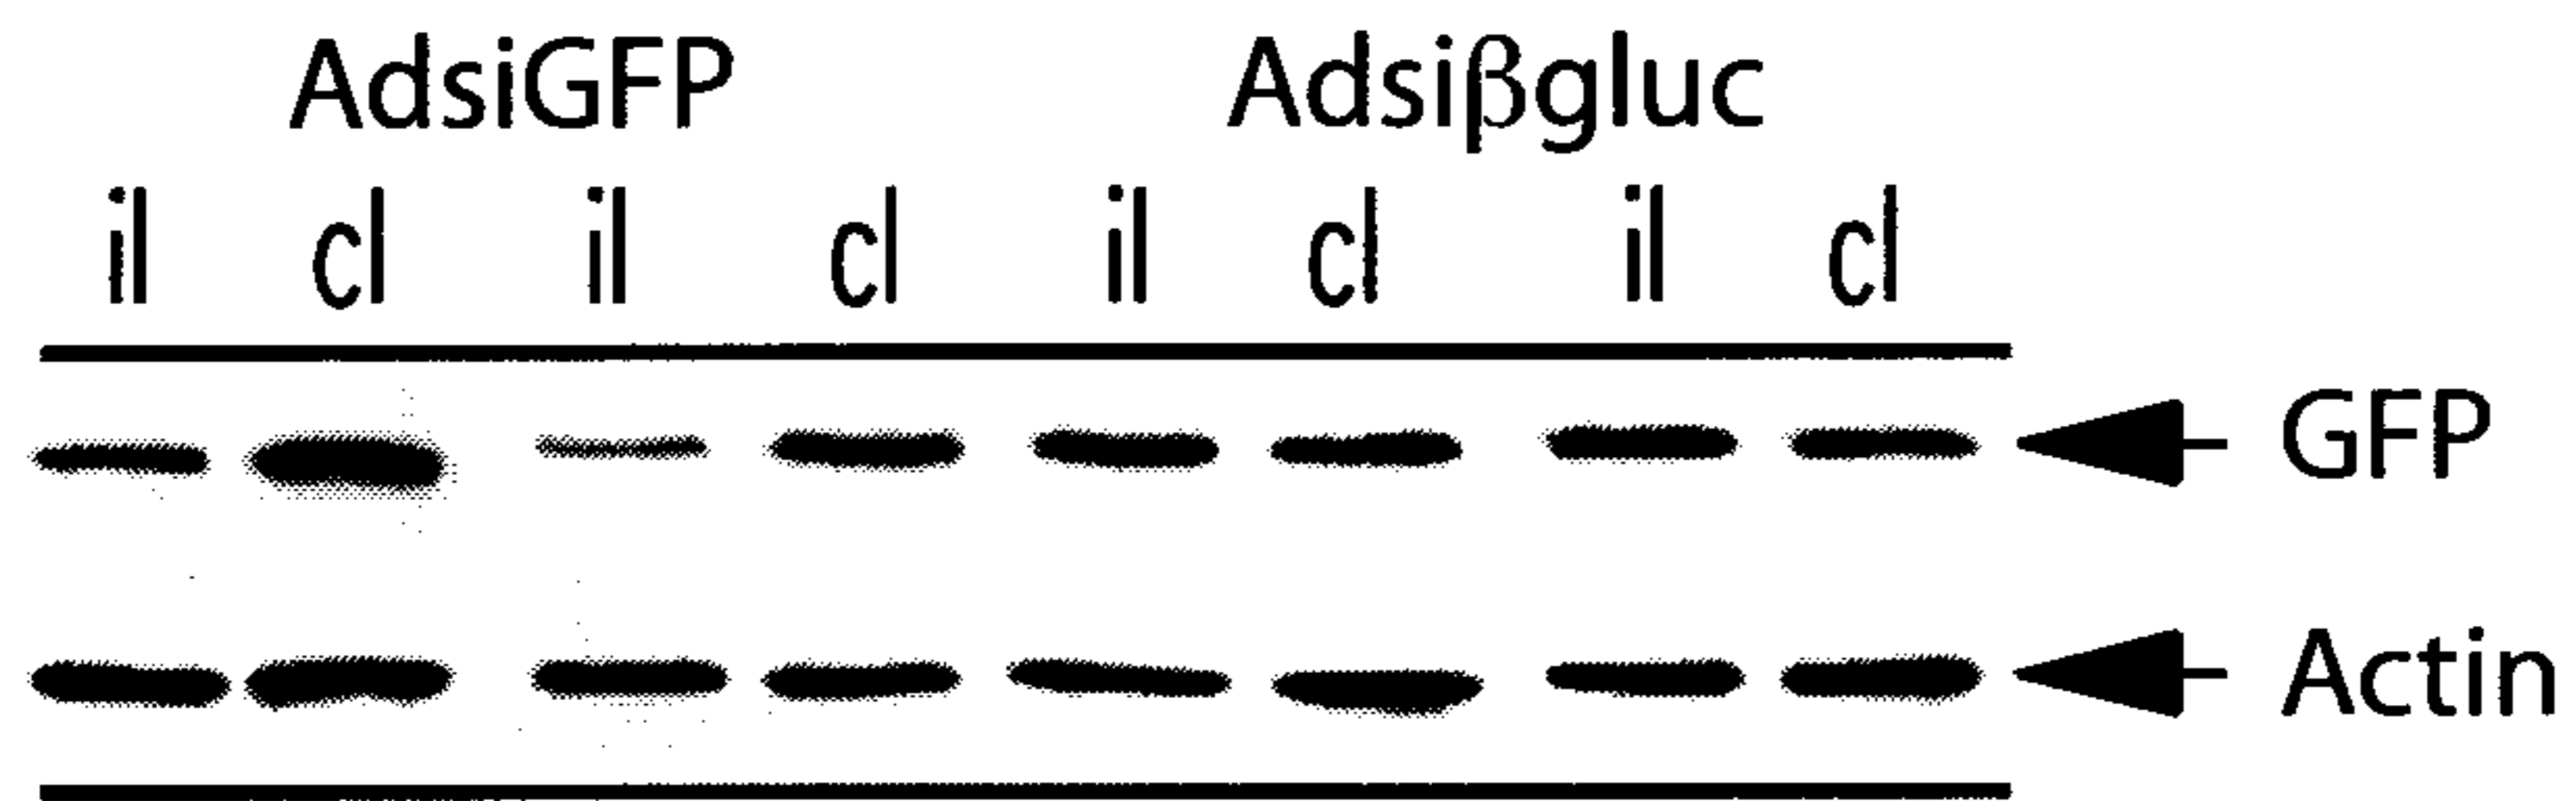 AdsiGFP Adsiβgluc
il cl il cl il cl il cl
GFP
Actin